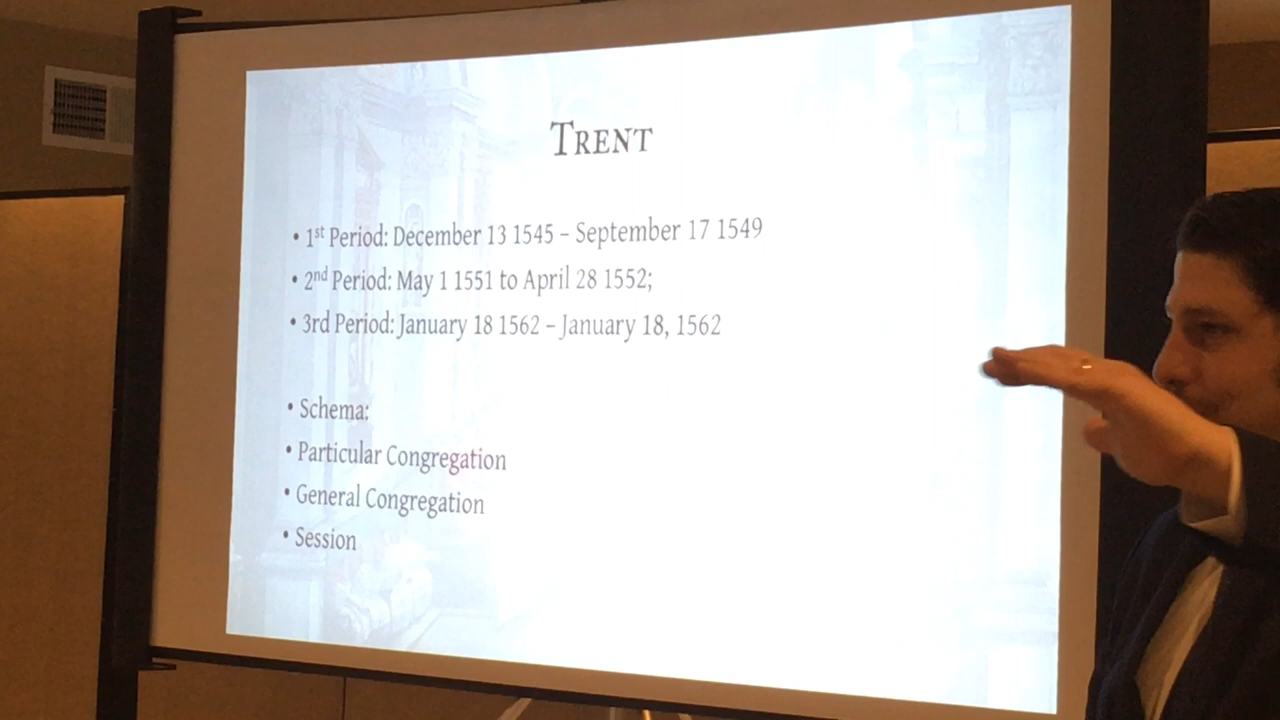 TRENT
• 1st Period: December 13 1545 – September 17 1549
• 2nd Period: May 1 1551 to April 28 1552;
• 3rd Period: January 18 1562 – January 18, 1562
• Schema:
• Particular Congregation
• General Congregation
• Session